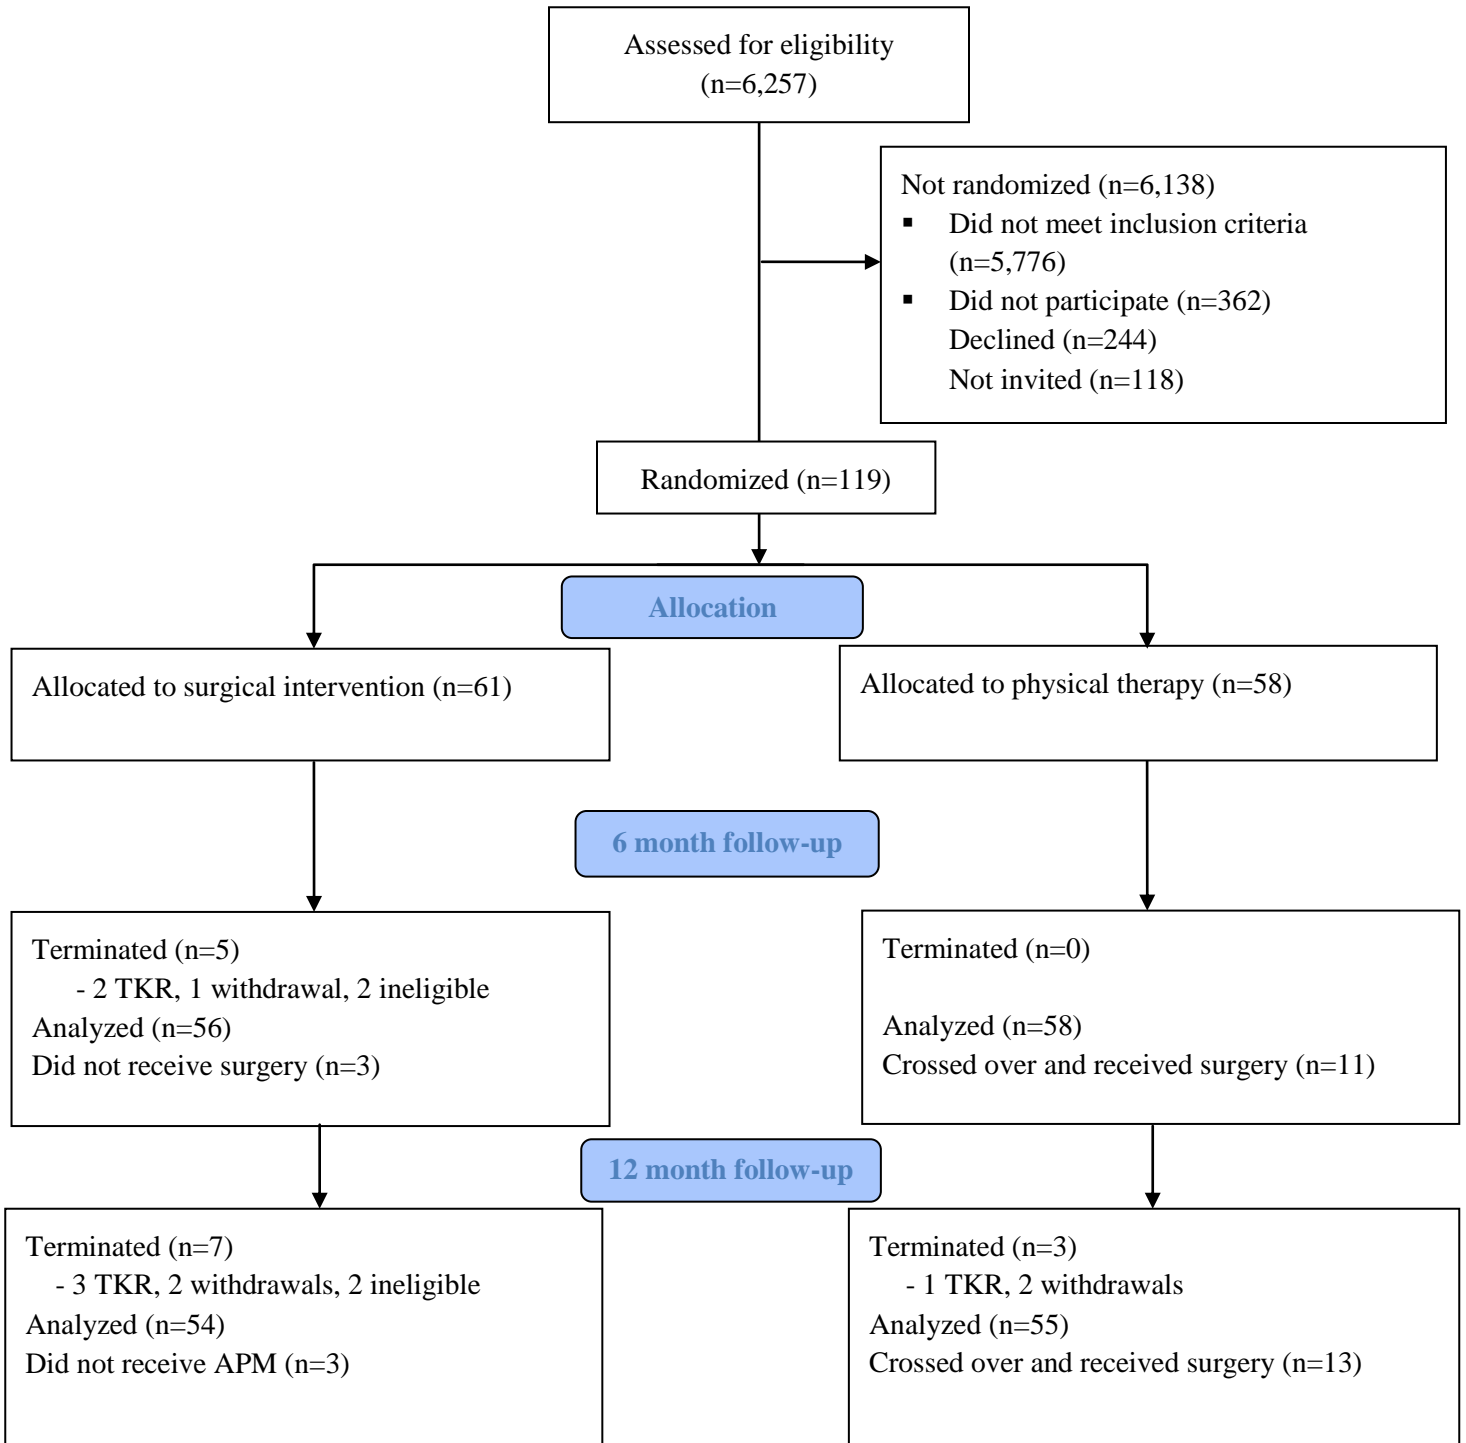 Assessed for eligibility
(n=6,257)
Not randomized (n=6,138)
▪ Did not meet inclusion criteria
(n=5,776)
▪ Did not participate (n=362)
Declined (n=244)
Not invited (n=118)
Randomized (n=119)
Allocation
Allocated to surgical intervention (n=61)
Allocated to physical therapy (n=58)
6 month follow-up
Terminated (n=5)
- 2 TKR, 1 withdrawal, 2 ineligible
Analyzed (n=56)
Did not receive surgery (n=3)
Terminated (n=0)
Analyzed (n=58)
Crossed over and received surgery (n=11)
12 month follow-up
Terminated (n=7)
- 3 TKR, 2 withdrawals, 2 ineligible
Analyzed (n=54)
Did not receive APM (n=3)
Terminated (n=3)
- 1 TKR, 2 withdrawals
Analyzed (n=55)
Crossed over and received surgery (n=13)